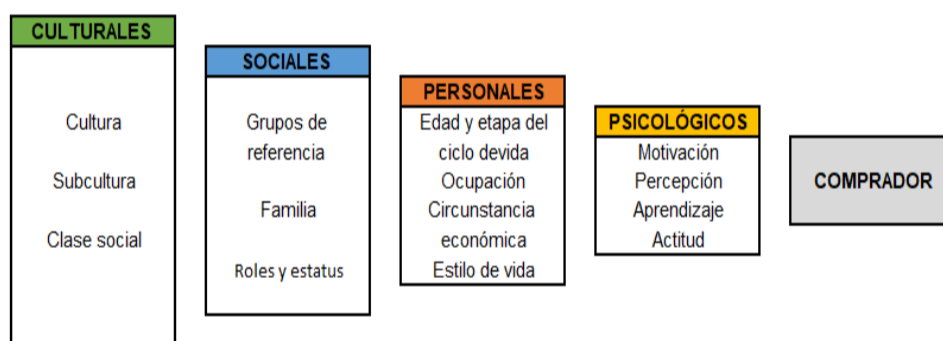 CULTURALES
Cultura
Subcultura
Clase social
SOCIALES
Grupos de
referencia
Familia
Roles y estatus
PERSONALES
Edad y etapa del
ciclo devida
Ocupación
Circunstancia
económica
Estilo de vida
PSICOLÓGICOS
Motivación
Percepción
Aprendizaje
Actitud
COMPRADOR